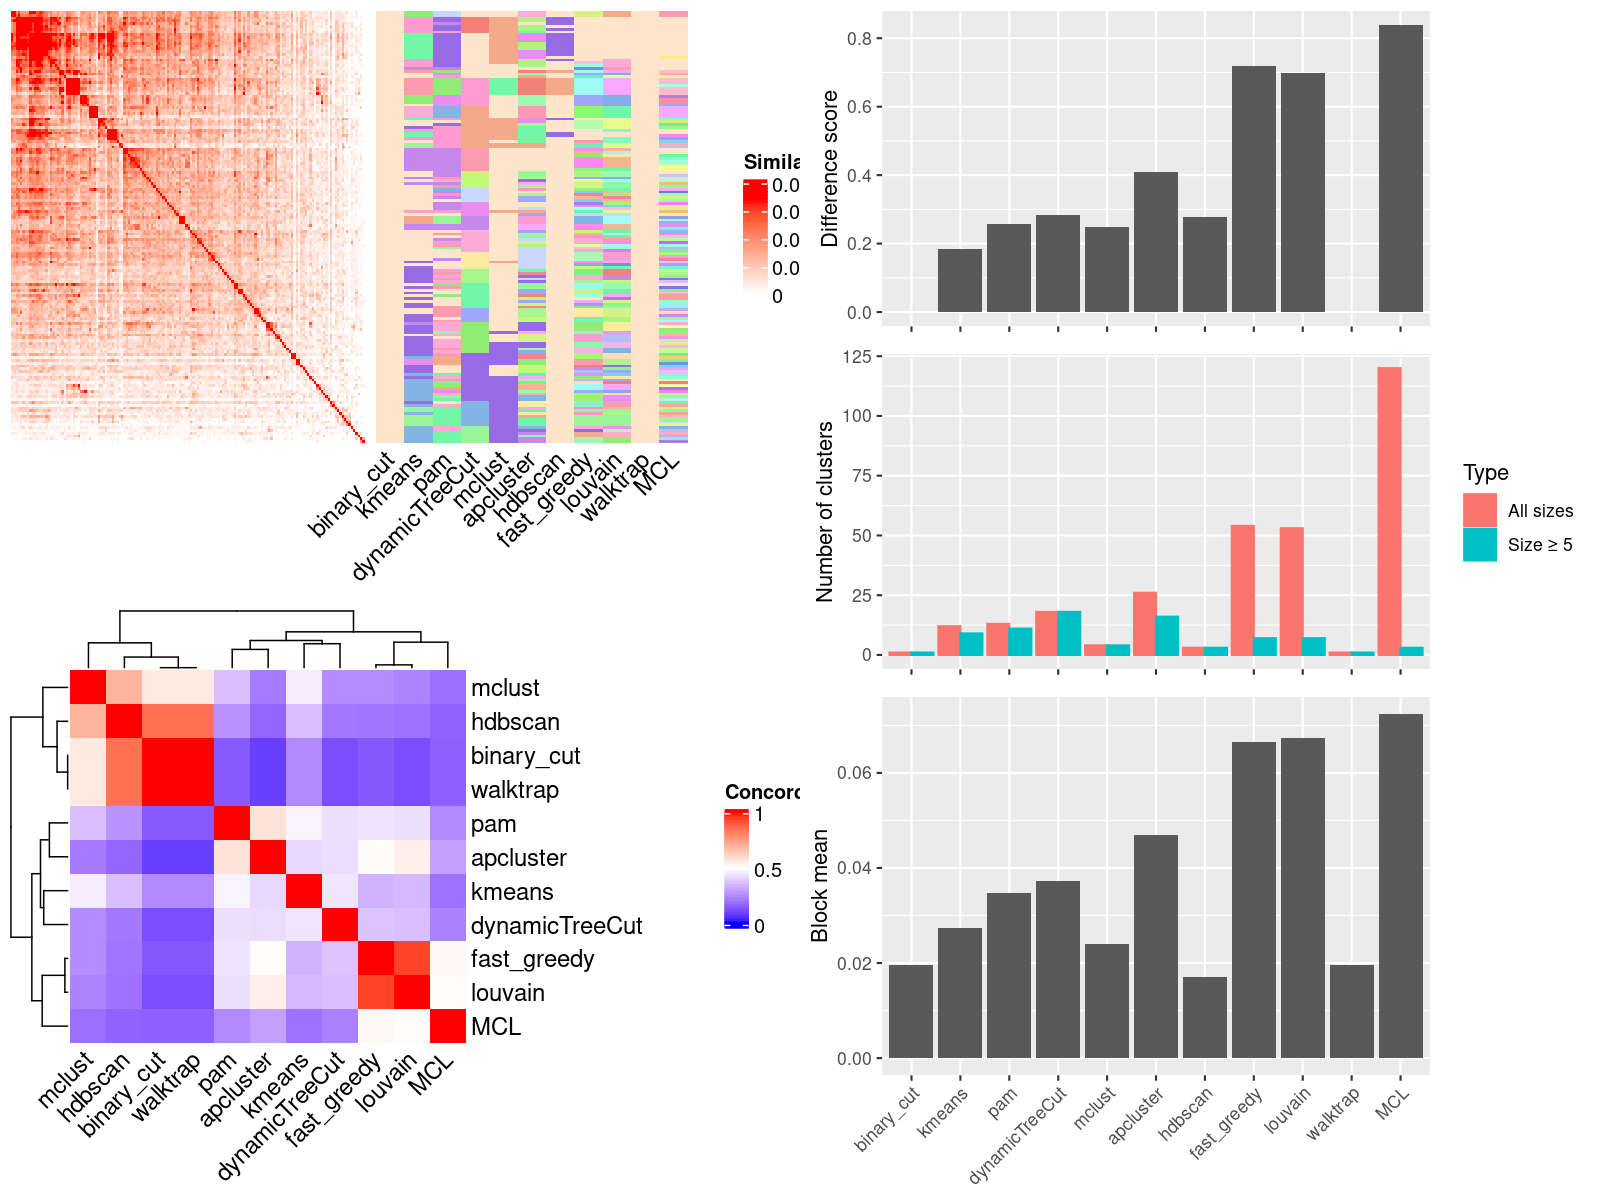 Simila
0.0
0.0
0.0
0.0
0
binary_cut
kmeans
pam
dynamicTreeCut
mclust
apcluster
hdbscan
fast_greedy
louvain
walktrap
MCL
mclust
hdbscan
binary_cut
walktrap
pam
apcluster
kmeans
dynamicTreeCut
fast_greedy
louvain
MCL
mclust
hdbscan
binary_cut
walktrap
pam
apcluster
kmeans
dynamicTreeCut
fast_greedy
louvain
MCL
Concord
1
0.5
0
Difference score
0.8
0.6
0.4
0.2
0.0
Number of clusters
125
100
75
50
25
0
Type
All sizes
Size ≥ 5
Block mean
0.06
0.04
0.02
0.00
binary_cut
kmeans
pam
dynamicTreeCut
mclust
apcluster
hdbscan
fast_greedy
louvain
walktrap
MCL